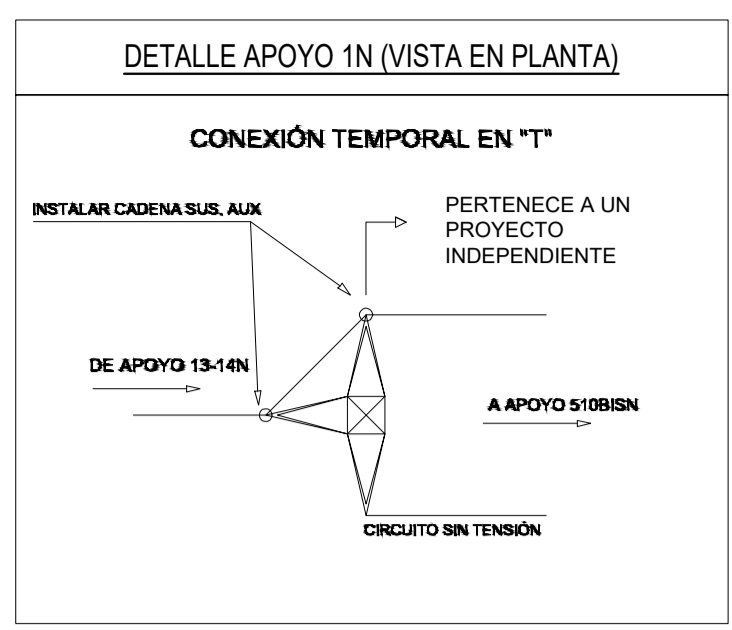 DETALLE APOYO 1N (VISTA EN PLANTA)
CONEXIÓN TEMPORAL EN "T"
INSTALAR CADENA SUS. AUX
PERTENECE A UN
PROYECTO
INDEPENDIENTE
DE APOYO 13-14N
A APOYO 510BISN
CIRCUITO SIN TENSIÓN